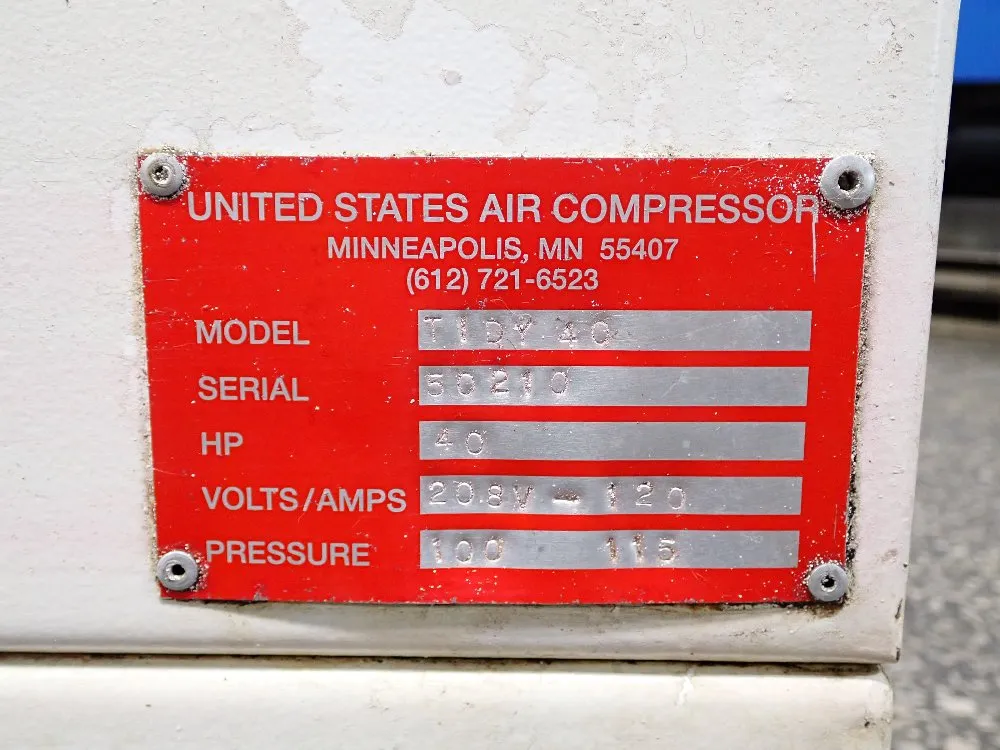 UNITED STATES AIR COMPRESSOR
MINNEAPOLIS, MN 55407
(612) 721-6523
MODEL TIDY 40
SERIAL 50210
HP 40
VOLTS/AMPS 208V - 120
PRESSURE 100 115